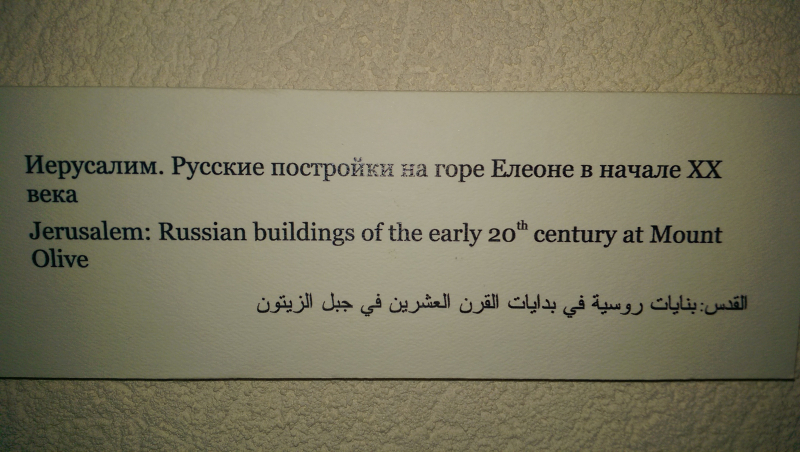 Иерусалим. Русские постройки на горе Елеоне в начале XX
века
Jerusalem: Russian buildings of the early 20th century at Mount
Olive
القدس: بنايات روسية في بدايات القرن العشرين في جبل الزيتون